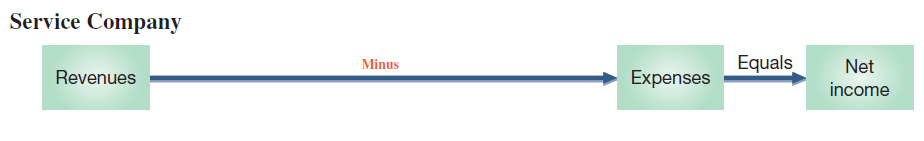 Service Company
Revenues
Minus
Expenses
Equals
Net
income